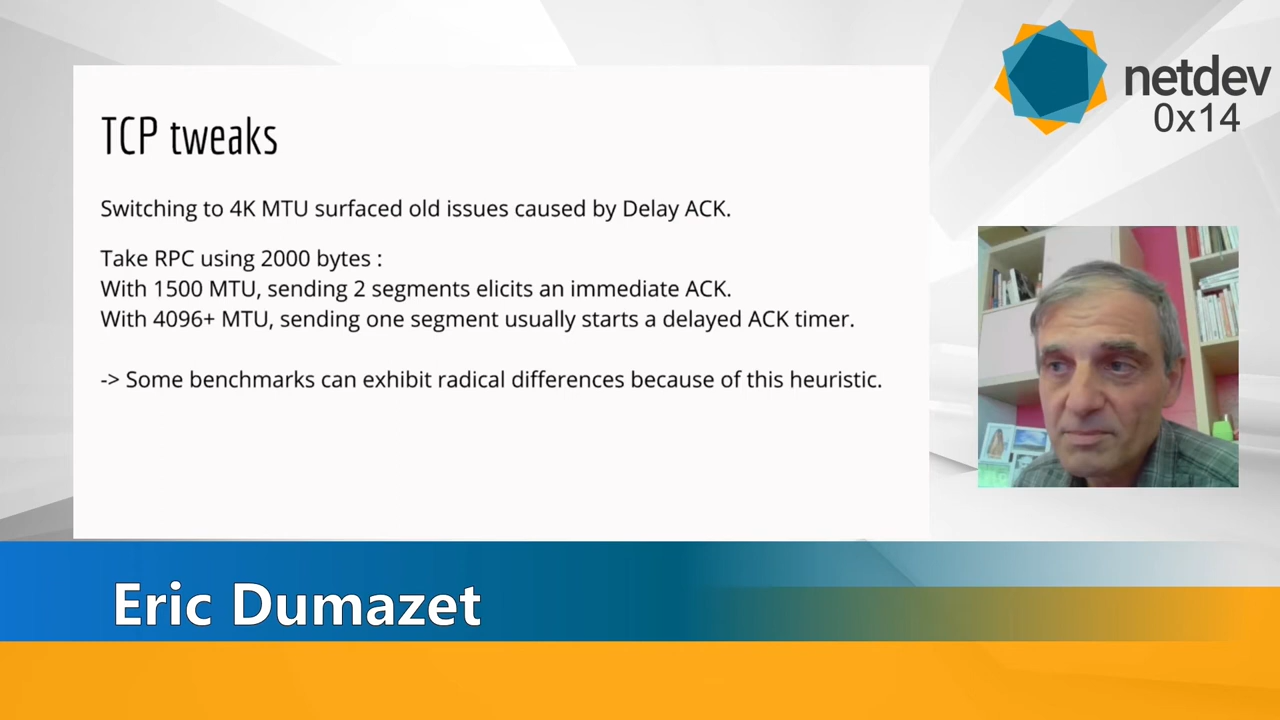 netdev
0x14
TCP tweaks
Switching to 4K MTU surfaced old issues caused by Delay ACK.
Take RPC using 2000 bytes :
With 1500 MTU, sending 2 segments elicits an immediate ACK.
With 4096+ MTU, sending one segment usually starts a delayed ACK timer.
-> Some benchmarks can exhibit radical differences because of this heuristic.
Eric Dumazet